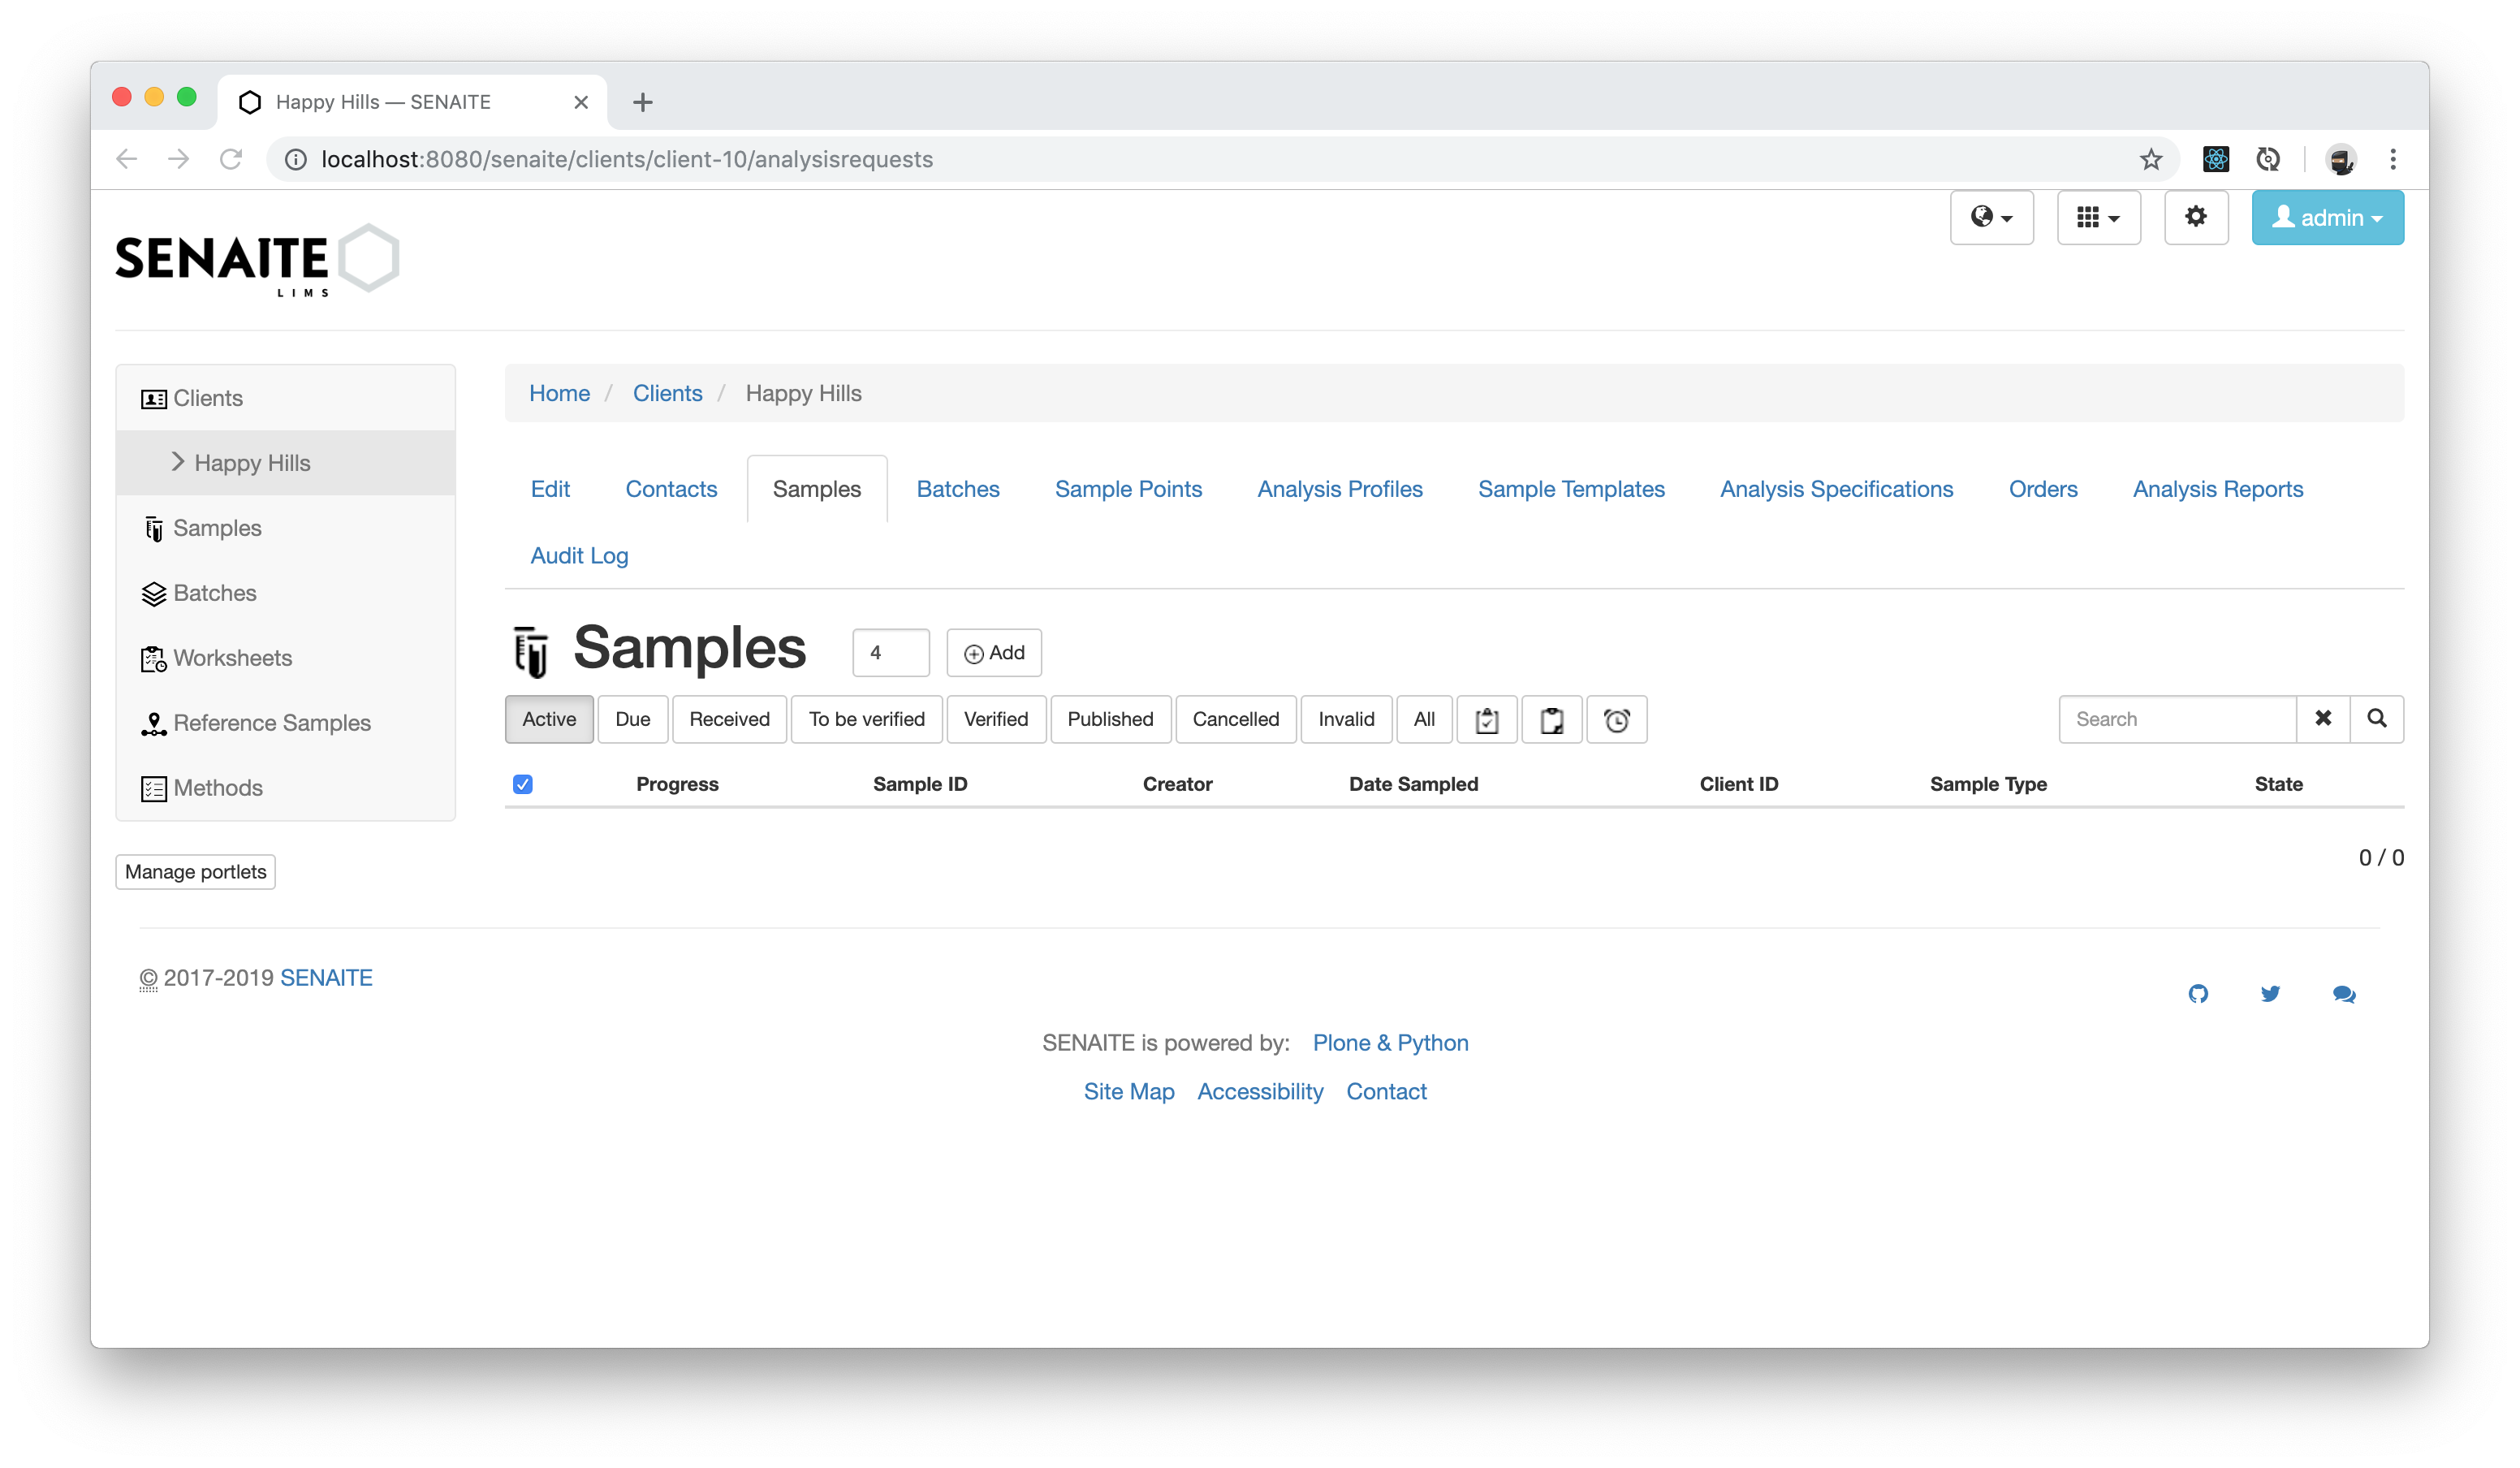 Happy Hills — SENAITE
localhost:8080/senaite/clients/client-10/analysisrequests
admin
SENAITE
LIMS
Clients
Happy Hills
Samples
Batches
Worksheets
Reference Samples
Methods
Manage portlets
Home / Clients / Happy Hills
Edit Contacts Samples Batches Sample Points Analysis Profiles Sample Templates Analysis Specifications Orders Analysis Reports
Audit Log
Samples 4 Add
Active Due Received To be verified Verified Published Cancelled Invalid All Search
Progress Sample ID Creator Date Sampled Client ID Sample Type State
0 / 0
© 2017-2019 SENAITE
SENAITE is powered by: Plone & Python
Site Map Accessibility Contact